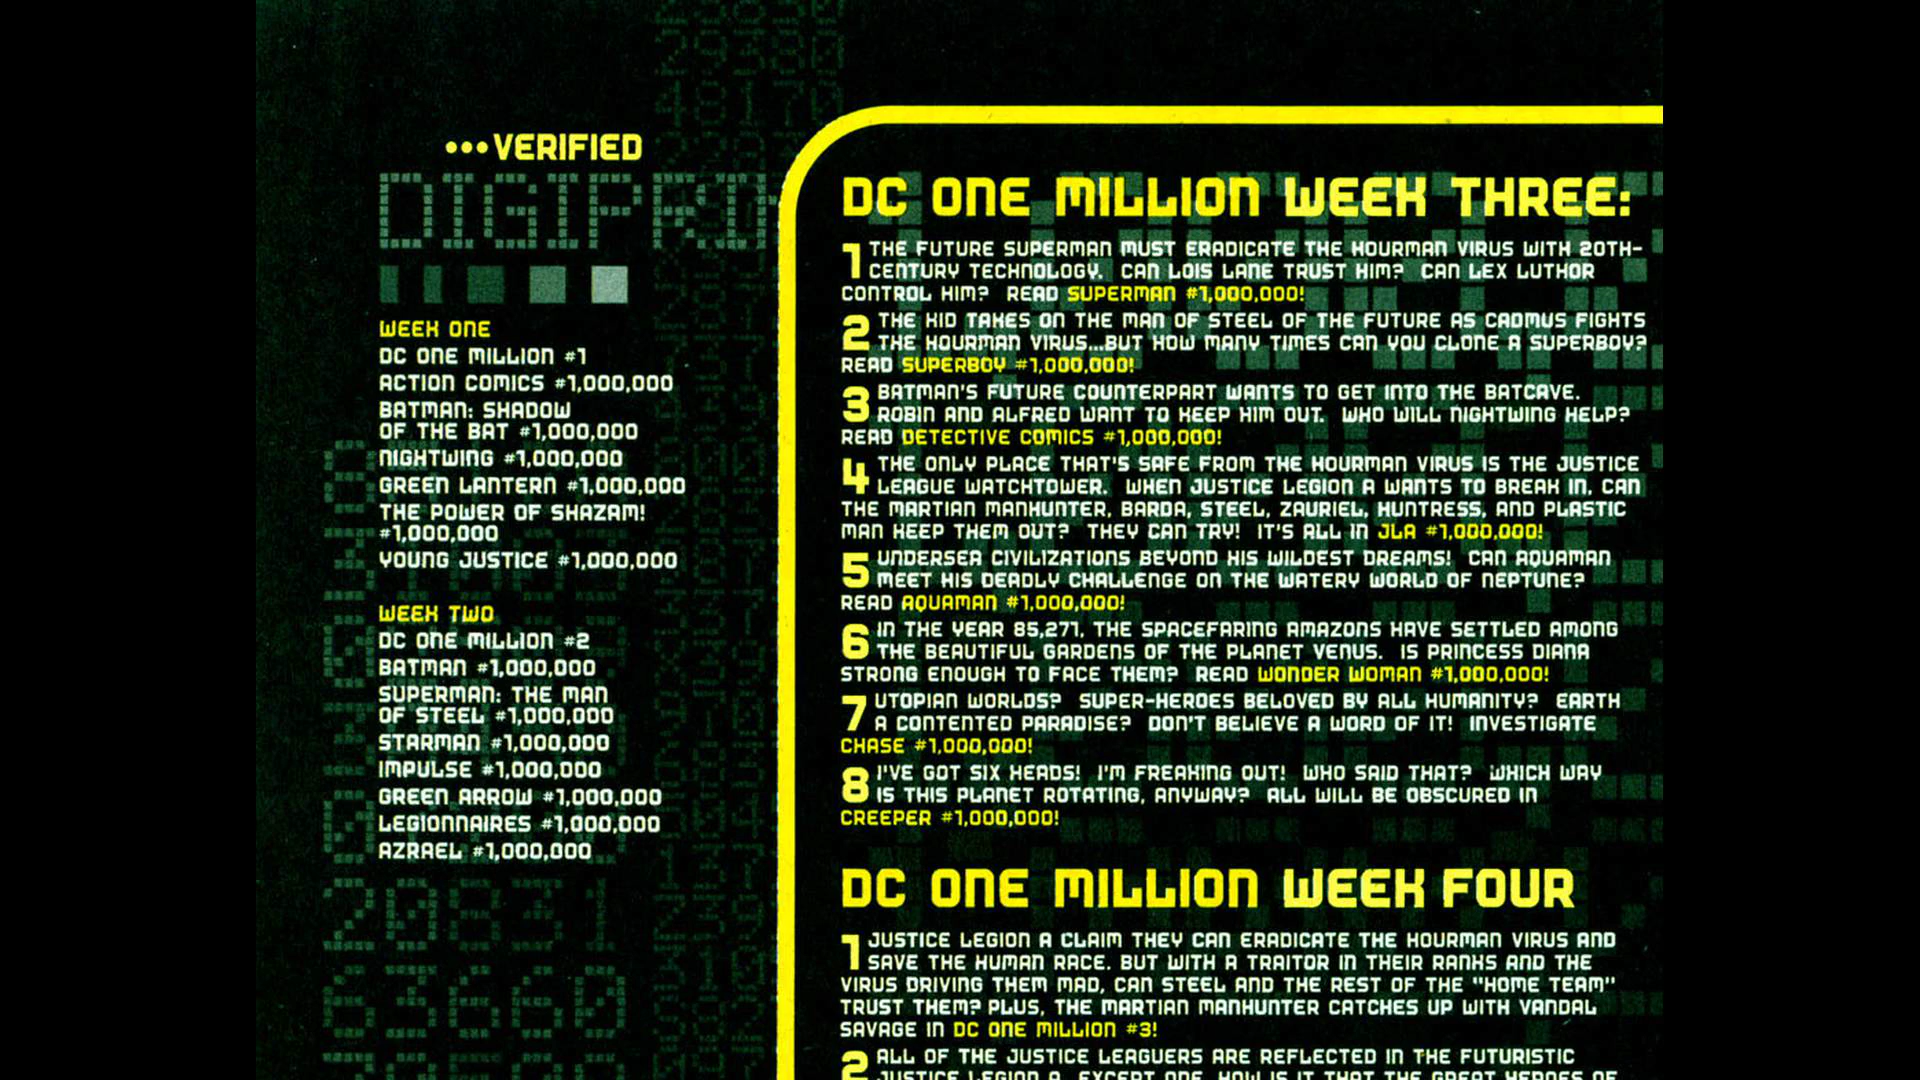 •••VERIFIED
WEEK ONE
DC ONE MILLION #1
ACTION COMICS #1,000,000
BATMAN: SHADOW
OF THE BAT #1,000,000
NIGHTWING #1,000,000
GREEN LANTERN #1,000,000
THE POWER OF SHAZAM!
#1,000,000
YOUNG JUSTICE #1,000,000
WEEK TWO
DC ONE MILLION #2
BATMAN #1,000,000
SUPERMAN: THE MAN
OF STEEL #1,000,000
STARMAN #1,000,000
IMPULSE #1,000,000
GREEN ARROW #1,000,000
LEGIONNAIRES #1,000,000
AZRAEL #1,000,000
20831
63660
DC ONE MILLION WEEK THREE:
1 THE FUTURE SUPERMAN MUST ERADICATE THE HOURMAN VIRUS WITH 20TH-
CENTURY TECHNOLOGY. CAN LOIS LANE TRUST HIM? CAN LEX LUTHOR
CONTROL HIM? READ SUPERMAN #1,000,000!
2 THE KID TAKES ON THE MAN OF STEEL OF THE FUTURE AS CADMUS FIGHTS
THE HOURMAN VIRUS...BUT HOW MANY TIMES CAN YOU CLONE A SUPERBOY?
READ SUPERBOY #1,000,000!
3 BATMAN'S FUTURE COUNTERPART WANTS TO GET INTO THE BATCAVE.
ROBIN AND ALFRED WANT TO KEEP HIM OUT. WHO WILL NIGHTWING HELP?
READ DETECTIVE COMICS #1,000,000!
4 THE ONLY PLACE THAT'S SAFE FROM THE HOURMAN VIRUS IS THE JUSTICE
LEAGUE WATCHTOWER. WHEN JUSTICE LEGION A WANTS TO BREAK IN, CAN
THE MARTIAN MANHUNTER, BARDA, STEEL, ZAURIEL, HUNTRESS, AND PLASTIC
MAN KEEP THEM OUT? THEY CAN TRY! IT'S ALL IN JLA #1,000,000!
5 UNDERSEA CIVILIZATIONS BEYOND HIS WILDEST DREAMS! CAN AQUAMAN
MEET HIS DEADLY CHALLENGE ON THE WATERY WORLD OF NEPTUNE?
READ AQUAMAN #1,000,000!
6 IN THE YEAR 85,271, THE SPACEFARING AMAZONS HAVE SETTLED AMONG
THE BEAUTIFUL GARDENS OF THE PLANET VENUS. IS PRINCESS DIANA
STRONG ENOUGH TO FACE THEM? READ WONDER WOMAN #1,000,000!
7 UTOPIAN WORLDS? SUPER-HEROES BELOVED BY ALL HUMANITY? EARTH
A CONTENTED PARADISE? DON'T BELIEVE A WORD OF IT! INVESTIGATE
CHASE #1,000,000!
8 I'VE GOT SIX HEADS! I'M FREAKING OUT! WHO SAID THAT? WHICH WAY
IS THIS PLANET ROTATING, ANYWAY? ALL WILL BE OBSCURED IN
CREEPER #1,000,000!
DC ONE MILLION WEEK FOUR
1 JUSTICE LEGION A CLAIM THEY CAN ERADICATE THE HOURMAN VIRUS AND
SAVE THE HUMAN RACE. BUT WITH A TRAITOR IN THEIR RANKS AND THE
VIRUS DRIVING THEM MAD, CAN STEEL AND THE REST OF THE "HOME TEAM"
TRUST THEM? PLUS, THE MARTIAN MANHUNTER CATCHES UP WITH VANDAL
SAVAGE IN DC ONE MILLION #3!
2 ALL OF THE JUSTICE LEAGUERS ARE REFLECTED IN THE FUTURISTIC
JUSTICE LEGION A, EXCEPT ONE. HOW IS IT THAT THE GREAT HEROES OF